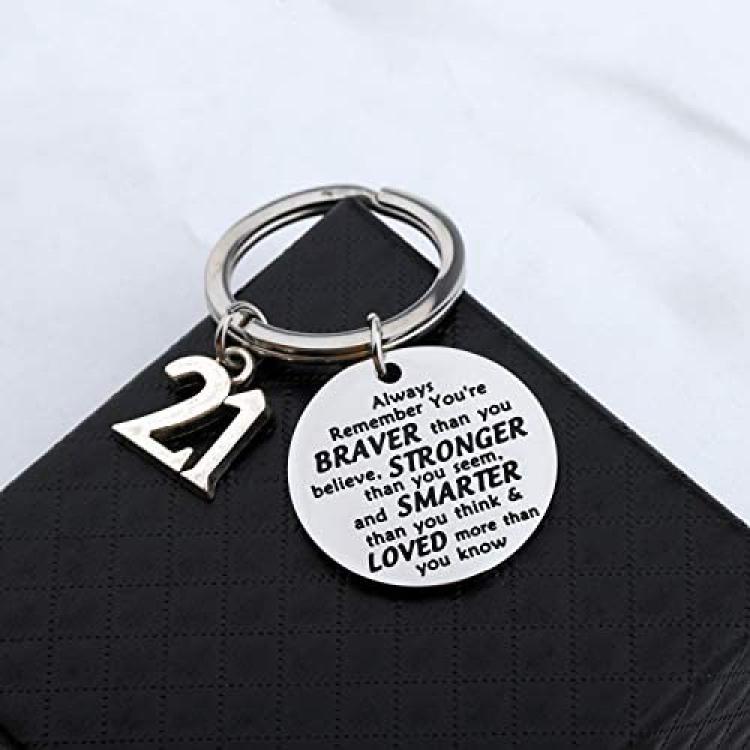 21
Always
Remember You're
BRAVER than you
believe, STRONGER
than you seem,
and SMARTER
than you think &
LOVED more than
you know